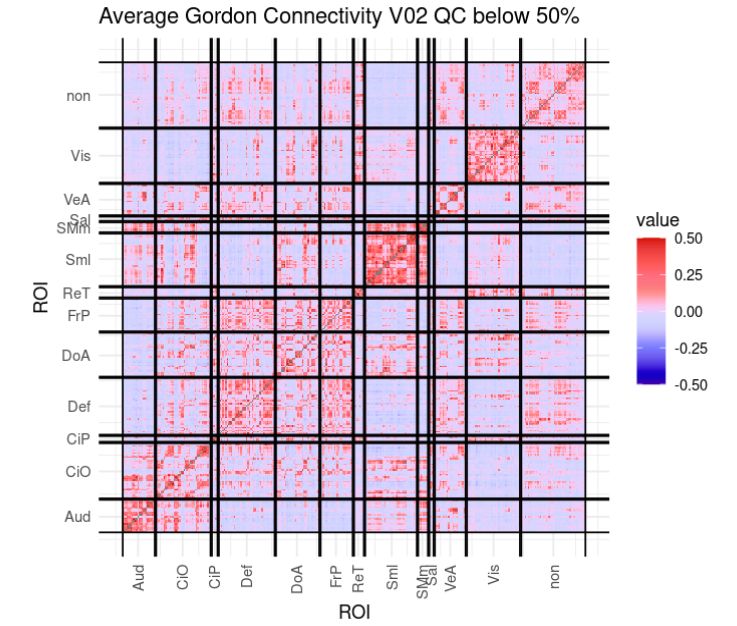 Average Gordon Connectivity V02 QC below 50%
non
Vis
VeA
Sal
SMm
Sml
ReT
FrP
DoA
Def
CiP
CiO
Aud
ROI
Aud
CiO
CiP
Def
DoA
FrP
ReT
Sml
SMm
Sal
VeA
Vis
non
ROI
value
0.50
0.25
0.00
-0.25
-0.50